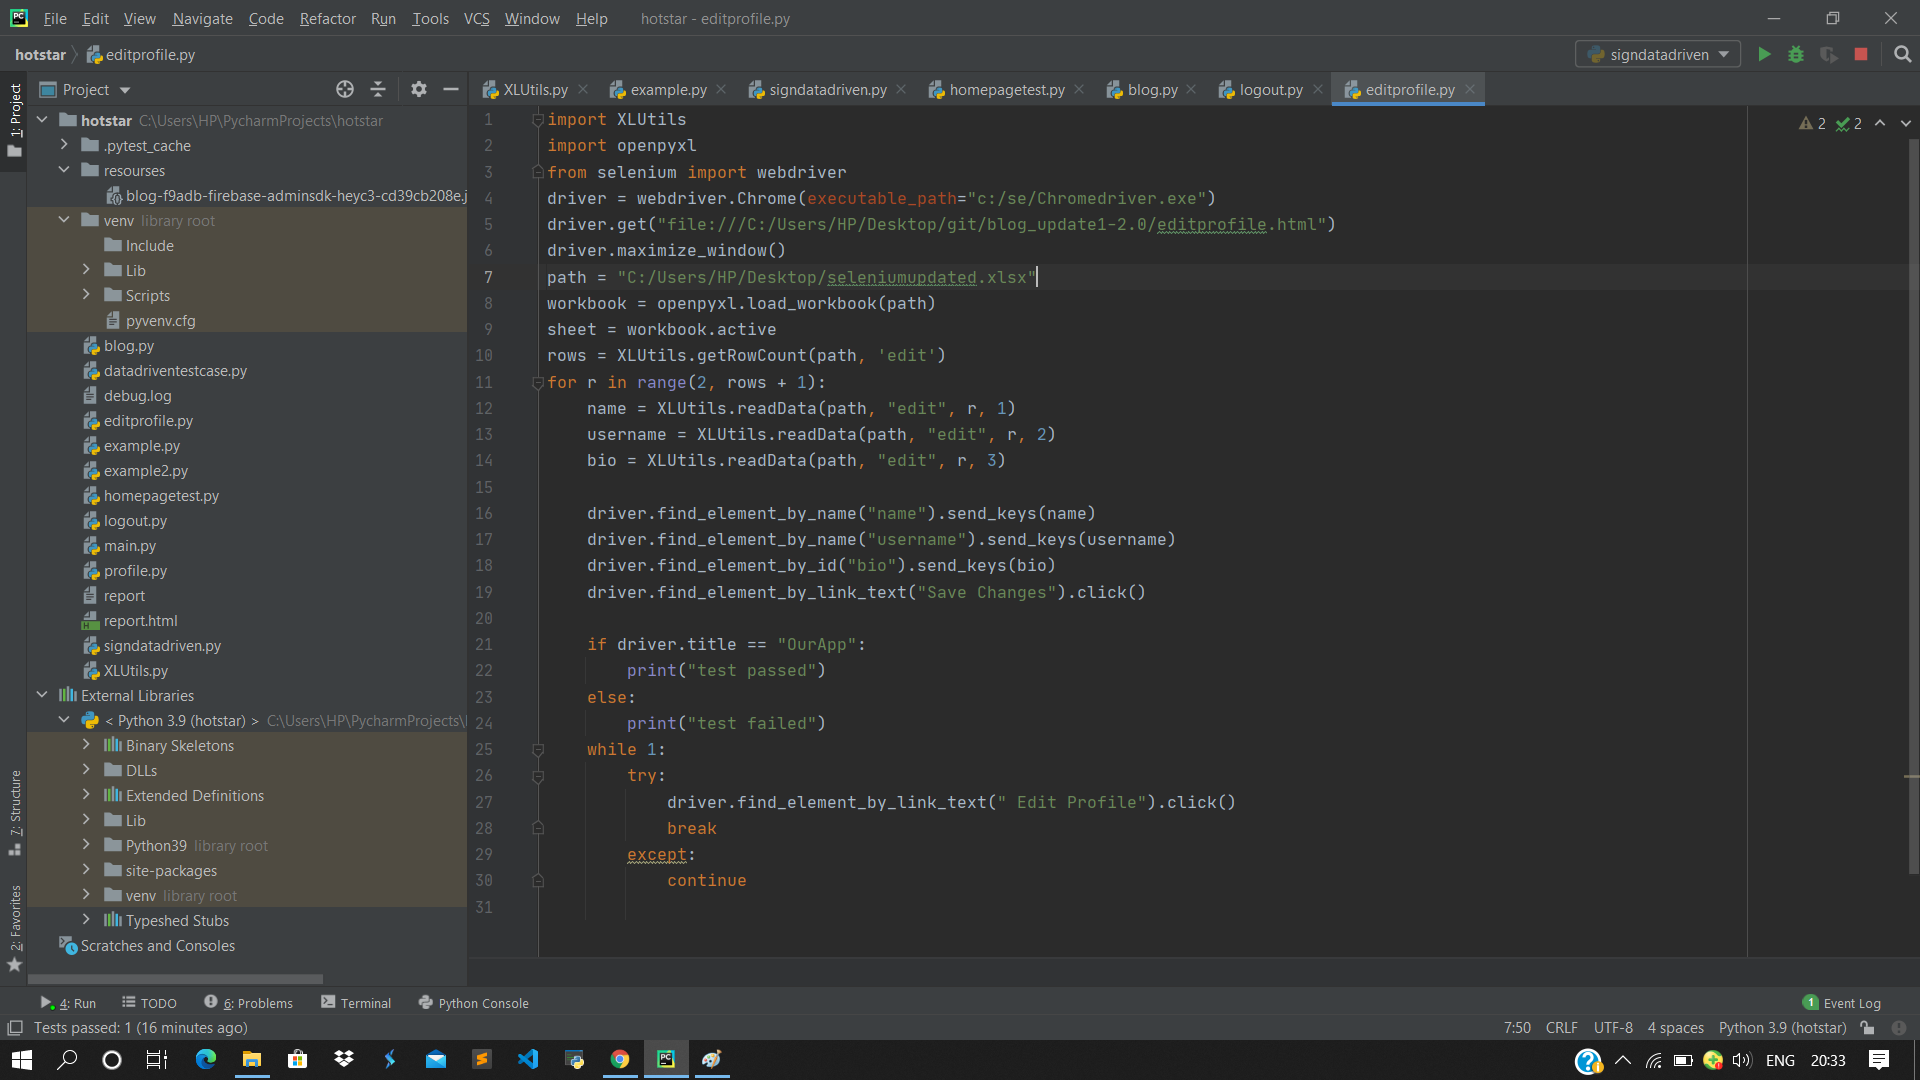 File Edit View Navigate Code Refactor Run Tools VCS Window Help hotstar - editprofile.py
hotstar editprofile.py signdatadriven
Project
XLUtils.py example.py signdatadriven.py homepagetest.py blog.py logout.py editprofile.py
1: Project
7: Structure
2: Favorites
hotstar C:\Users\HP\PycharmProjects\hotstar
.pytest_cache
resourses
blog-f9adb-firebase-adminsdk-heyc3-cd39cb208e.j
venv library root
Include
Lib
Scripts
pyvenv.cfg
blog.py
datadriventestcase.py
debug.log
editprofile.py
example.py
example2.py
homepagetest.py
logout.py
main.py
profile.py
report
report.html
signdatadriven.py
XLUtils.py
External Libraries
< Python 3.9 (hotstar) > C:\Users\HP\PycharmProjects\
Binary Skeletons
DLLs
Extended Definitions
Lib
Python39 library root
site-packages
venv library root
Typeshed Stubs
Scratches and Consoles
2 2
1 import XLUtils
2 import openpyxl
3 from selenium import webdriver
4 driver = webdriver.Chrome(executable_path="c:/se/Chromedriver.exe")
5 driver.get("file:///C:/Users/HP/Desktop/git/blog_update1-2.0/editprofile.html")
6 driver.maximize_window()
7 path = "C:/Users/HP/Desktop/seleniumupdated.xlsx"
8 workbook = openpyxl.load_workbook(path)
9 sheet = workbook.active
10 rows = XLUtils.getRowCount(path, 'edit')
11 for r in range(2, rows + 1):
12     name = XLUtils.readData(path, "edit", r, 1)
13     username = XLUtils.readData(path, "edit", r, 2)
14     bio = XLUtils.readData(path, "edit", r, 3)
15
16     driver.find_element_by_name("name").send_keys(name)
17     driver.find_element_by_name("username").send_keys(username)
18     driver.find_element_by_id("bio").send_keys(bio)
19     driver.find_element_by_link_text("Save Changes").click()
20
21     if driver.title == "OurApp":
22         print("test passed")
23     else:
24         print("test failed")
25     while 1:
26         try:
27             driver.find_element_by_link_text(" Edit Profile").click()
28             break
29         except:
30             continue
31
4: Run TODO 6: Problems Terminal Python Console 1 Event Log
Tests passed: 1 (16 minutes ago) 7:50 CRLF UTF-8 4 spaces Python 3.9 (hotstar)
ENG 20:33